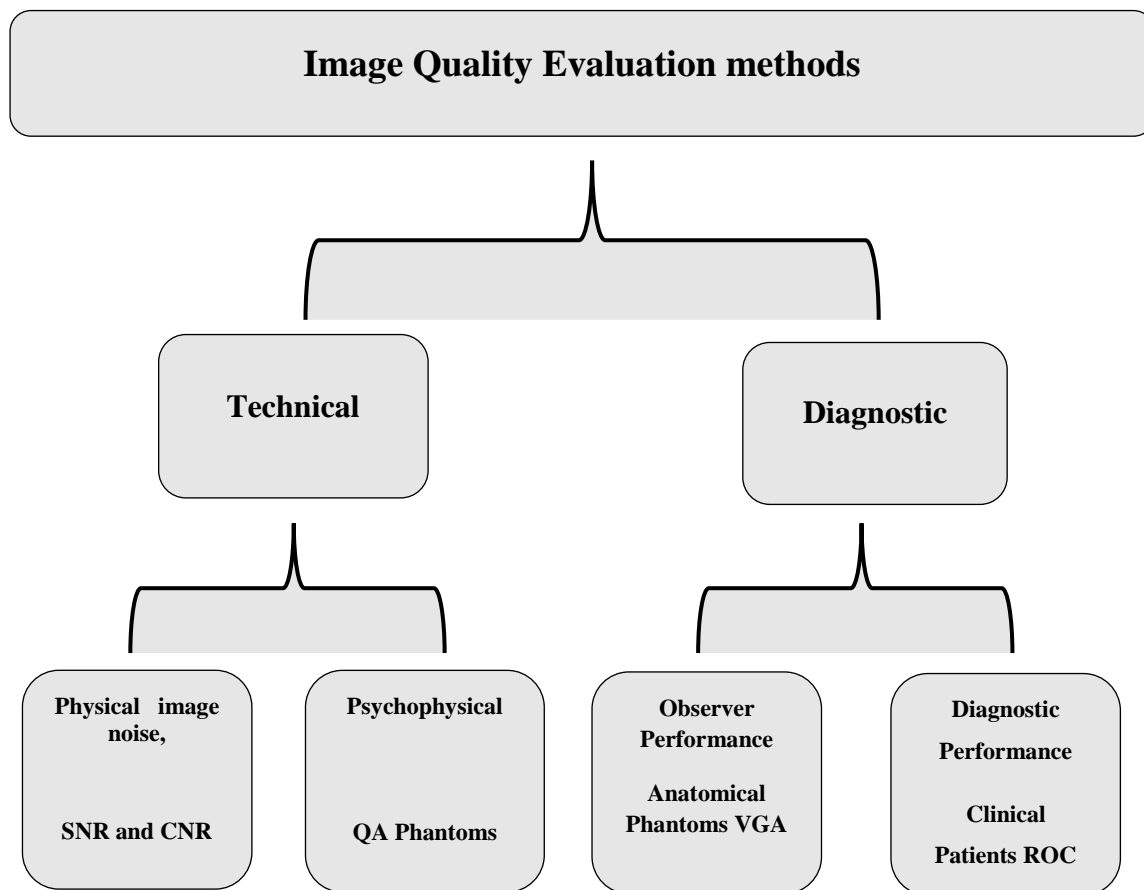 Image Quality Evaluation methods
Technical
Diagnostic
Physical image
noise,
SNR and CNR
Psychophysical
QA Phantoms
Observer
Performance
Anatomical
Phantoms VGA
Diagnostic
Performance
Clinical
Patients ROC